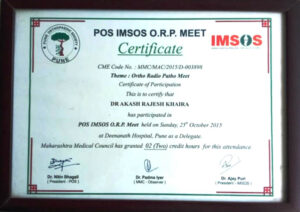 POS IMSOS O.R.P. MEET
Certificate
PUNE
IMSOS
CME Code No. : MMC/MAC/2015/D-003898
Theme : Ortho Radio Patho Meet
Certificate of Participation
This is to certify that
DR AKASH RAJESH KHAIRA
has participated in
POS IMSOS O.R.P. MEET held on Sunday, 25th October 2015
at Deenanath Hospital, Pune as a Delegate.
Maharashtra Medical Council has granted 02 (Two) credit hours for this attendance
Dr. Nitin Bhagali
(President - POS)
Dr. Padma Iyer
(MMC - Observer)
Dr. Ajay Puri
(President - IMSOS)